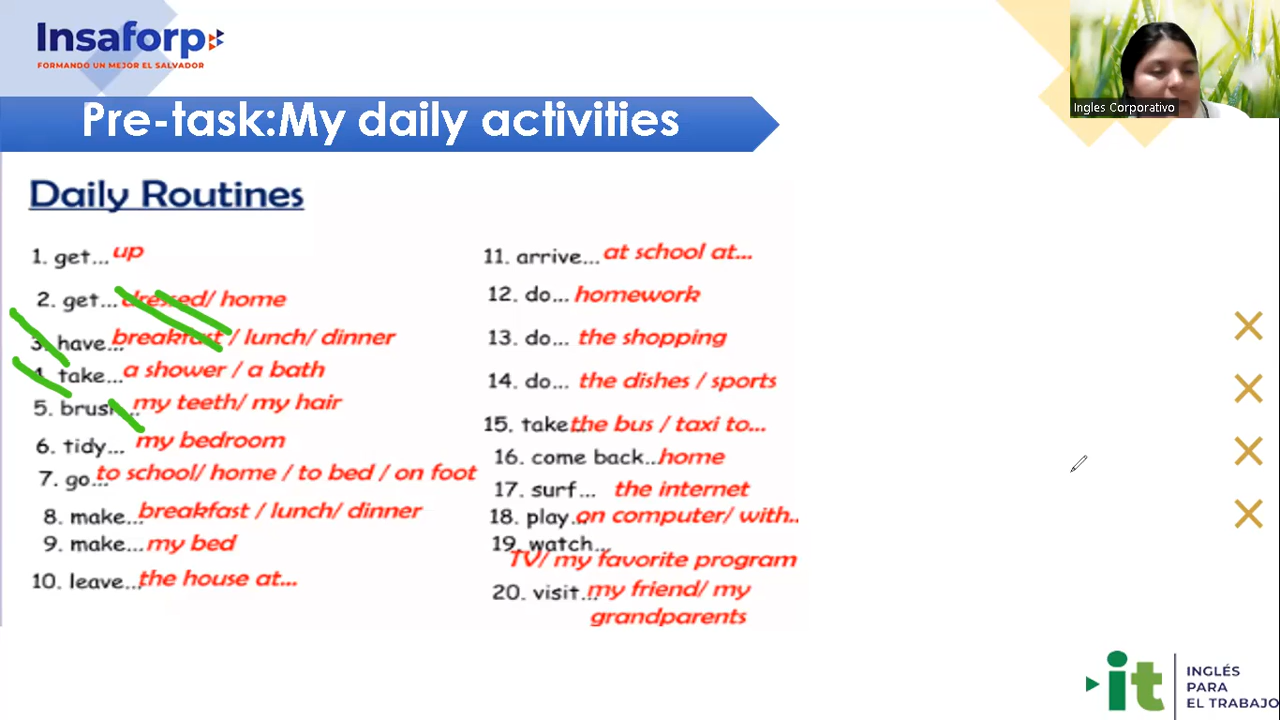 Insaforp
FORMANDO UN MEJOR EL SALVADOR
Ingles Corporativo
Pre-task:My daily activities
Daily Routines
1. get... up
2. get... dressed/ home
3. have... breakfast / lunch/ dinner
4. take... a shower / a bath
5. brush... my teeth/ my hair
6. tidy... my bedroom
7. go... to school/ home / to bed / on foot
8. make... breakfast / lunch/ dinner
9. make... my bed
10. leave... the house at...
11. arrive... at school at...
12. do... homework
13. do... the shopping
14. do... the dishes / sports
15. take... the bus / taxi to...
16. come back... home
17. surf... the internet
18. play... on computer/ with..
19. watch...
TV/ my favorite program
20. visit... my friend/ my
grandparents
it
INGLÉS
PARA
EL TRABAJO